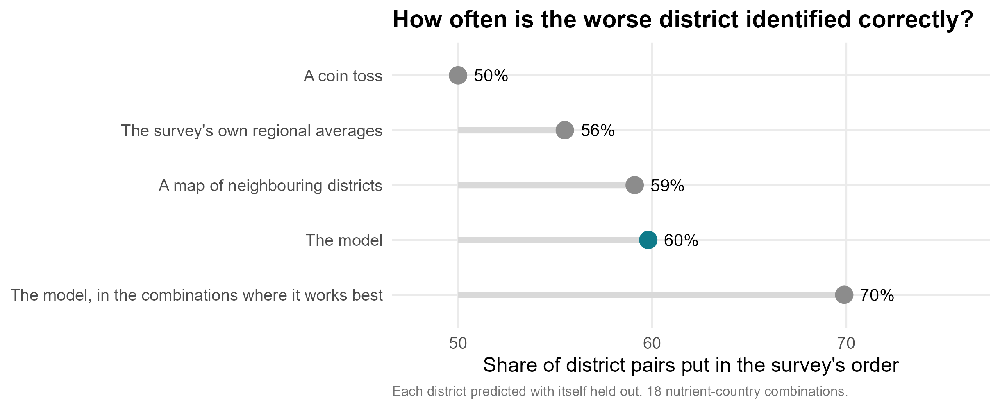 How often is the worse district identified correctly?
A coin toss
50%
The survey's own regional averages
56%
A map of neighbouring districts
59%
The model
60%
The model, in the combinations where it works best
70%
50
60
70
Share of district pairs put in the survey's order
Each district predicted with itself held out. 18 nutrient-country combinations.